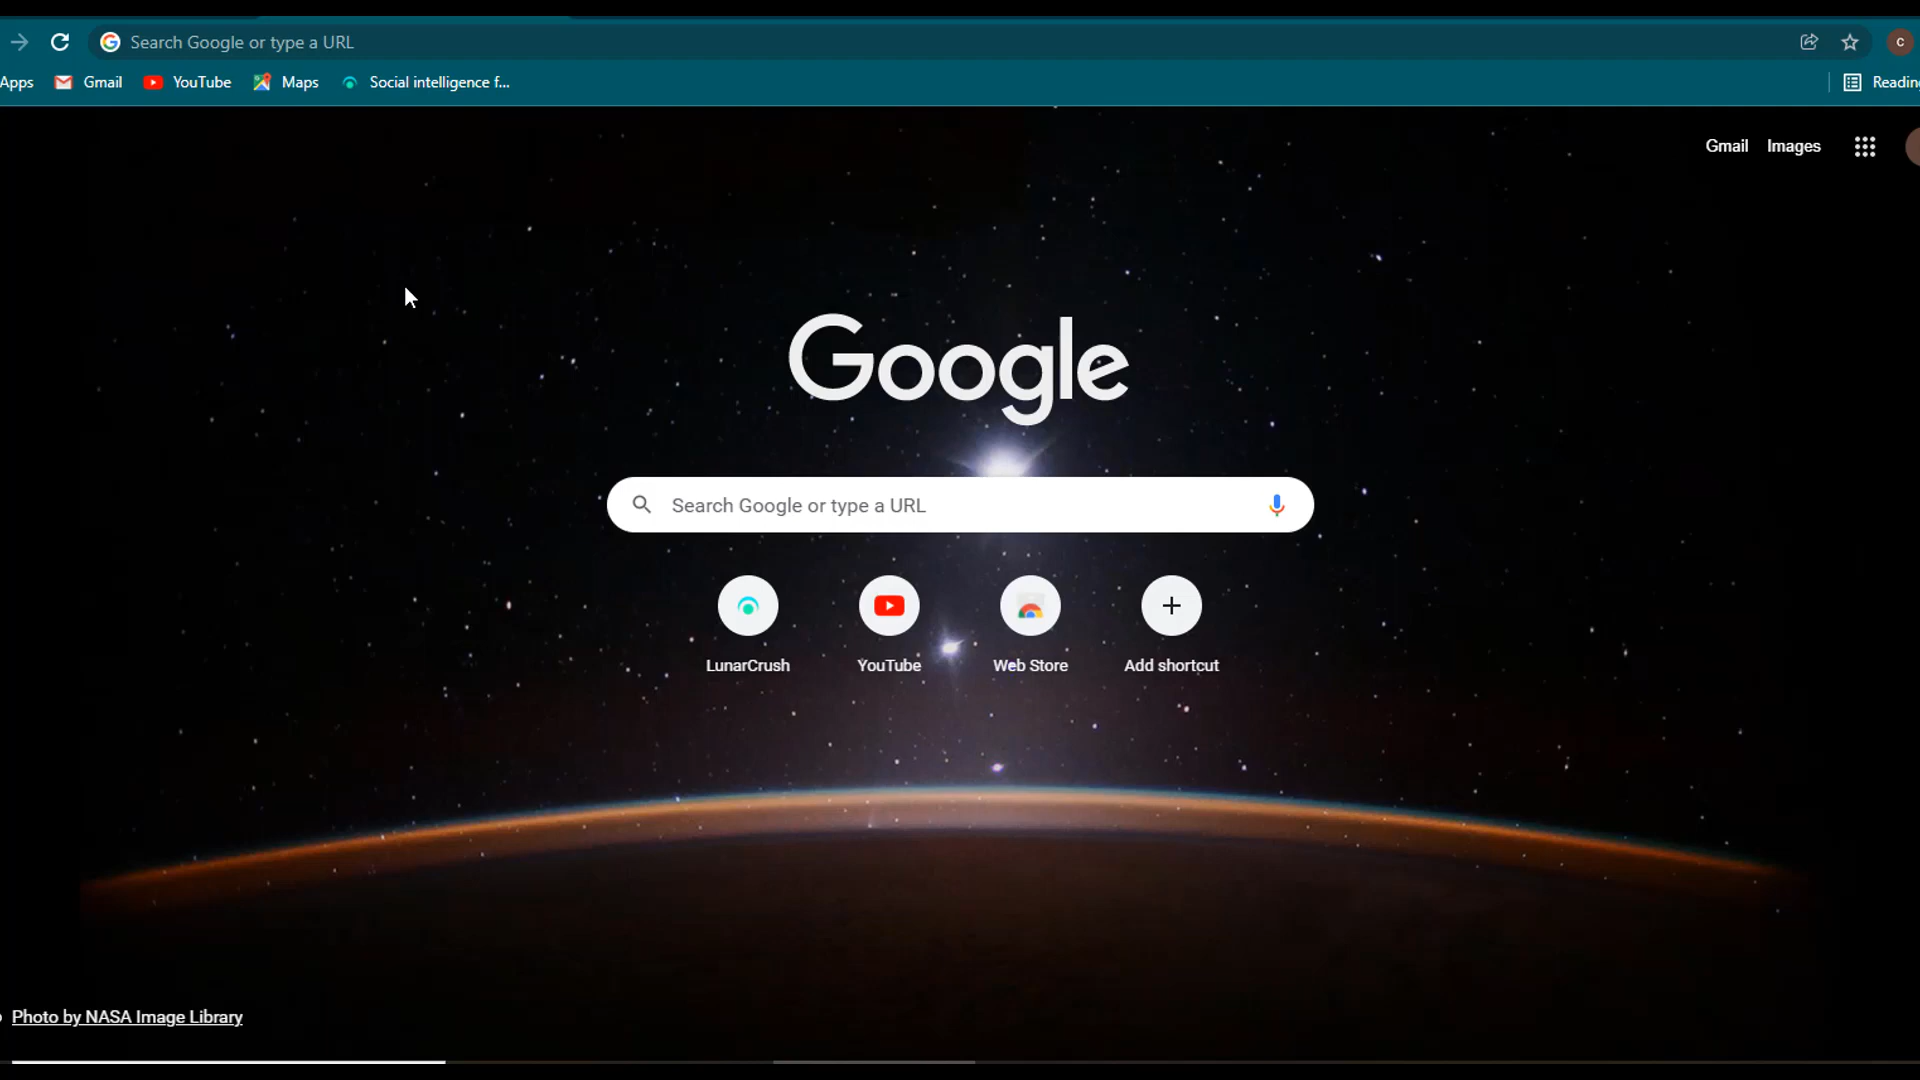 Search Google or type a URL
C
Apps Gmail YouTube Maps Social intelligence f... Reading
Gmail Images
Google
Search Google or type a URL
LunarCrush YouTube Web Store Add shortcut
Photo by NASA Image Library